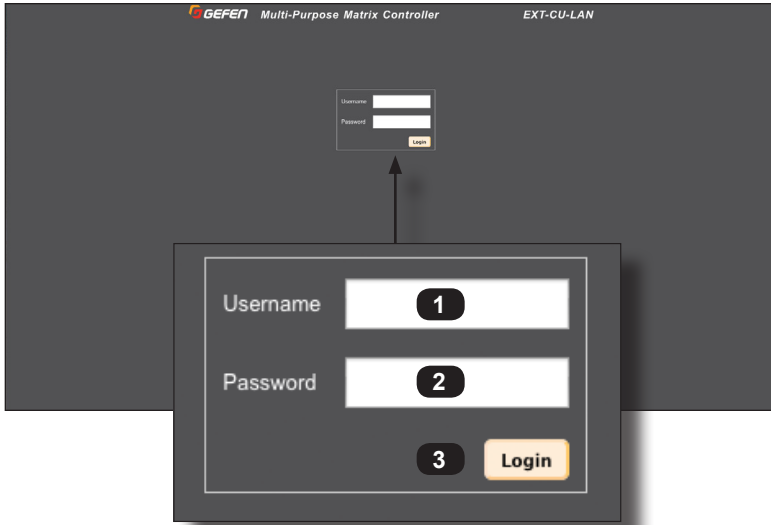 GEFEN Multi-Purpose Matrix Controller EXT-CU-LAN
Username
Password
Login
Username 1
Password 2
3 Login